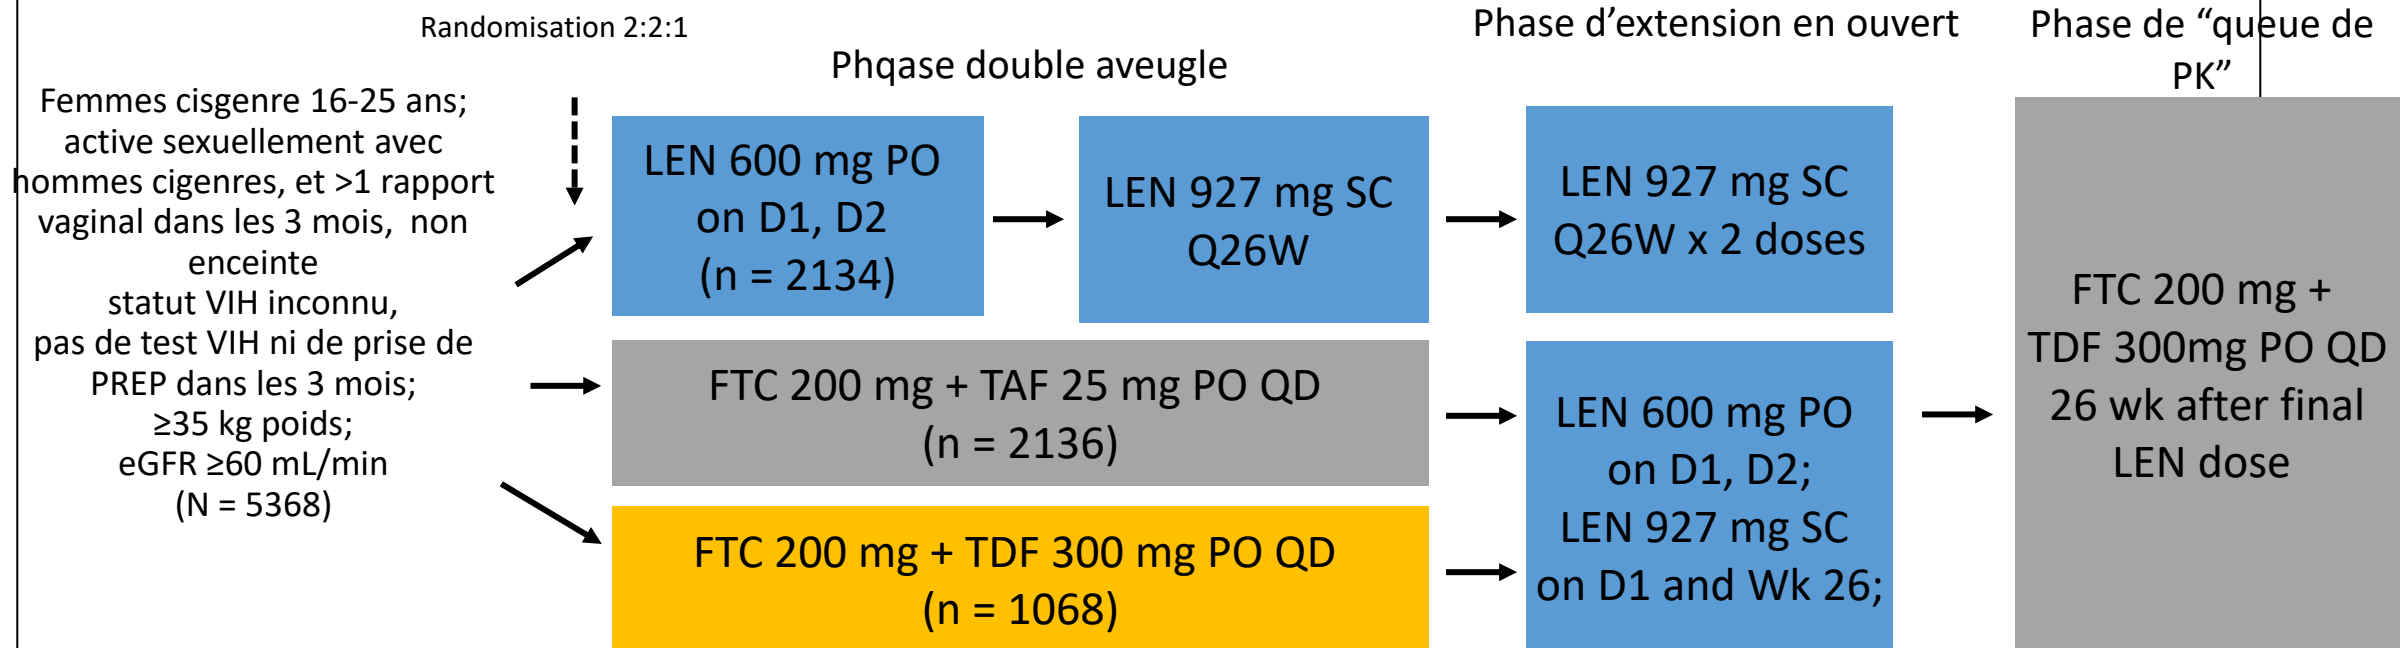 Randomisation 2:2:1
Phqase double aveugle
Phase d’extension en ouvert
Phase de “queue de
PK”
Femmes cisgenre 16-25 ans;
active sexuellement avec
hommes cigenres, et >1 rapport
vaginal dans les 3 mois, non
enceinte
statut VIH inconnu,
pas de test VIH ni de prise de
PREP dans les 3 mois;
≥35 kg poids;
eGFR ≥60 mL/min
(N = 5368)
LEN 600 mg PO
on D1, D2
(n = 2134)
LEN 927 mg SC
Q26W
LEN 927 mg SC
Q26W x 2 doses
FTC 200 mg + TAF 25 mg PO QD
(n = 2136)
FTC 200 mg + TDF 300 mg PO QD
(n = 1068)
LEN 600 mg PO
on D1, D2;
LEN 927 mg SC
on D1 and Wk 26;
FTC 200 mg +
TDF 300mg PO QD
26 wk after final
LEN dose